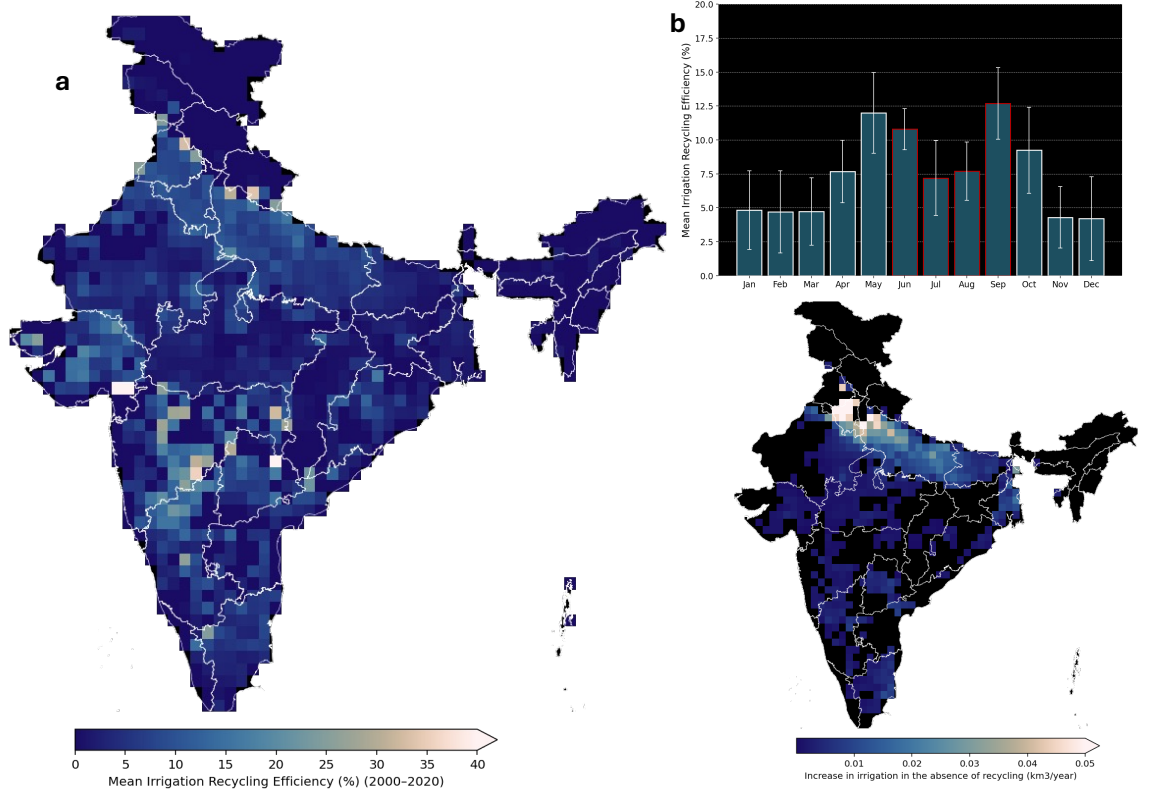 a
0 5 10 15 20 25 30 35 40
Mean Irrigation Recycling Efficiency (%) (2000–2020)
b
Mean Irrigation Recycling Efficiency (%)
20.0
17.5
15.0
12.5
10.0
7.5
5.0
2.5
0.0
Jan Feb Mar Apr May Jun Jul Aug Sep Oct Nov Dec
0.01 0.02 0.03 0.04 0.05
Increase in irrigation in the absence of recycling (km3/year)